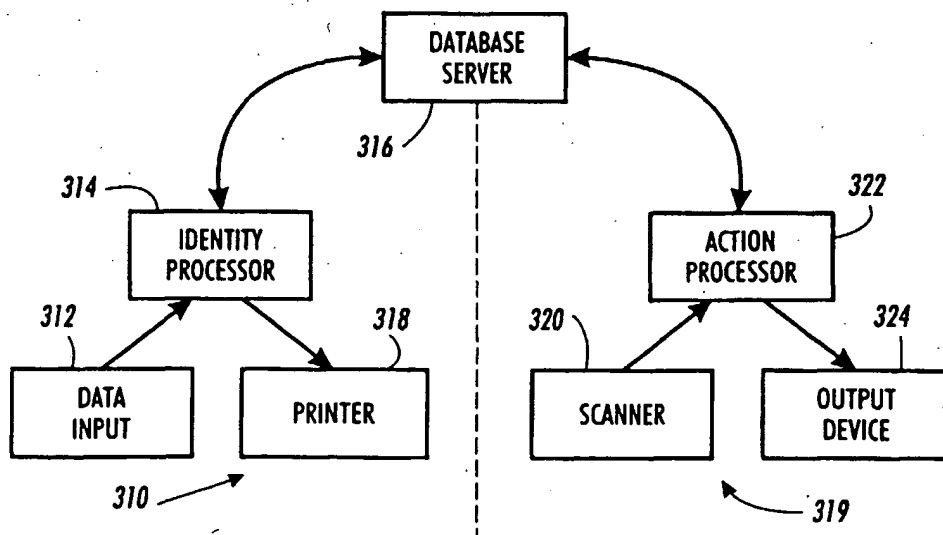 DATABASE
SERVER
316
314
322
IDENTITY
PROCESSOR
ACTION
PROCESSOR
312
318
320
324
DATA
INPUT
PRINTER
SCANNER
OUTPUT
DEVICE
310
319